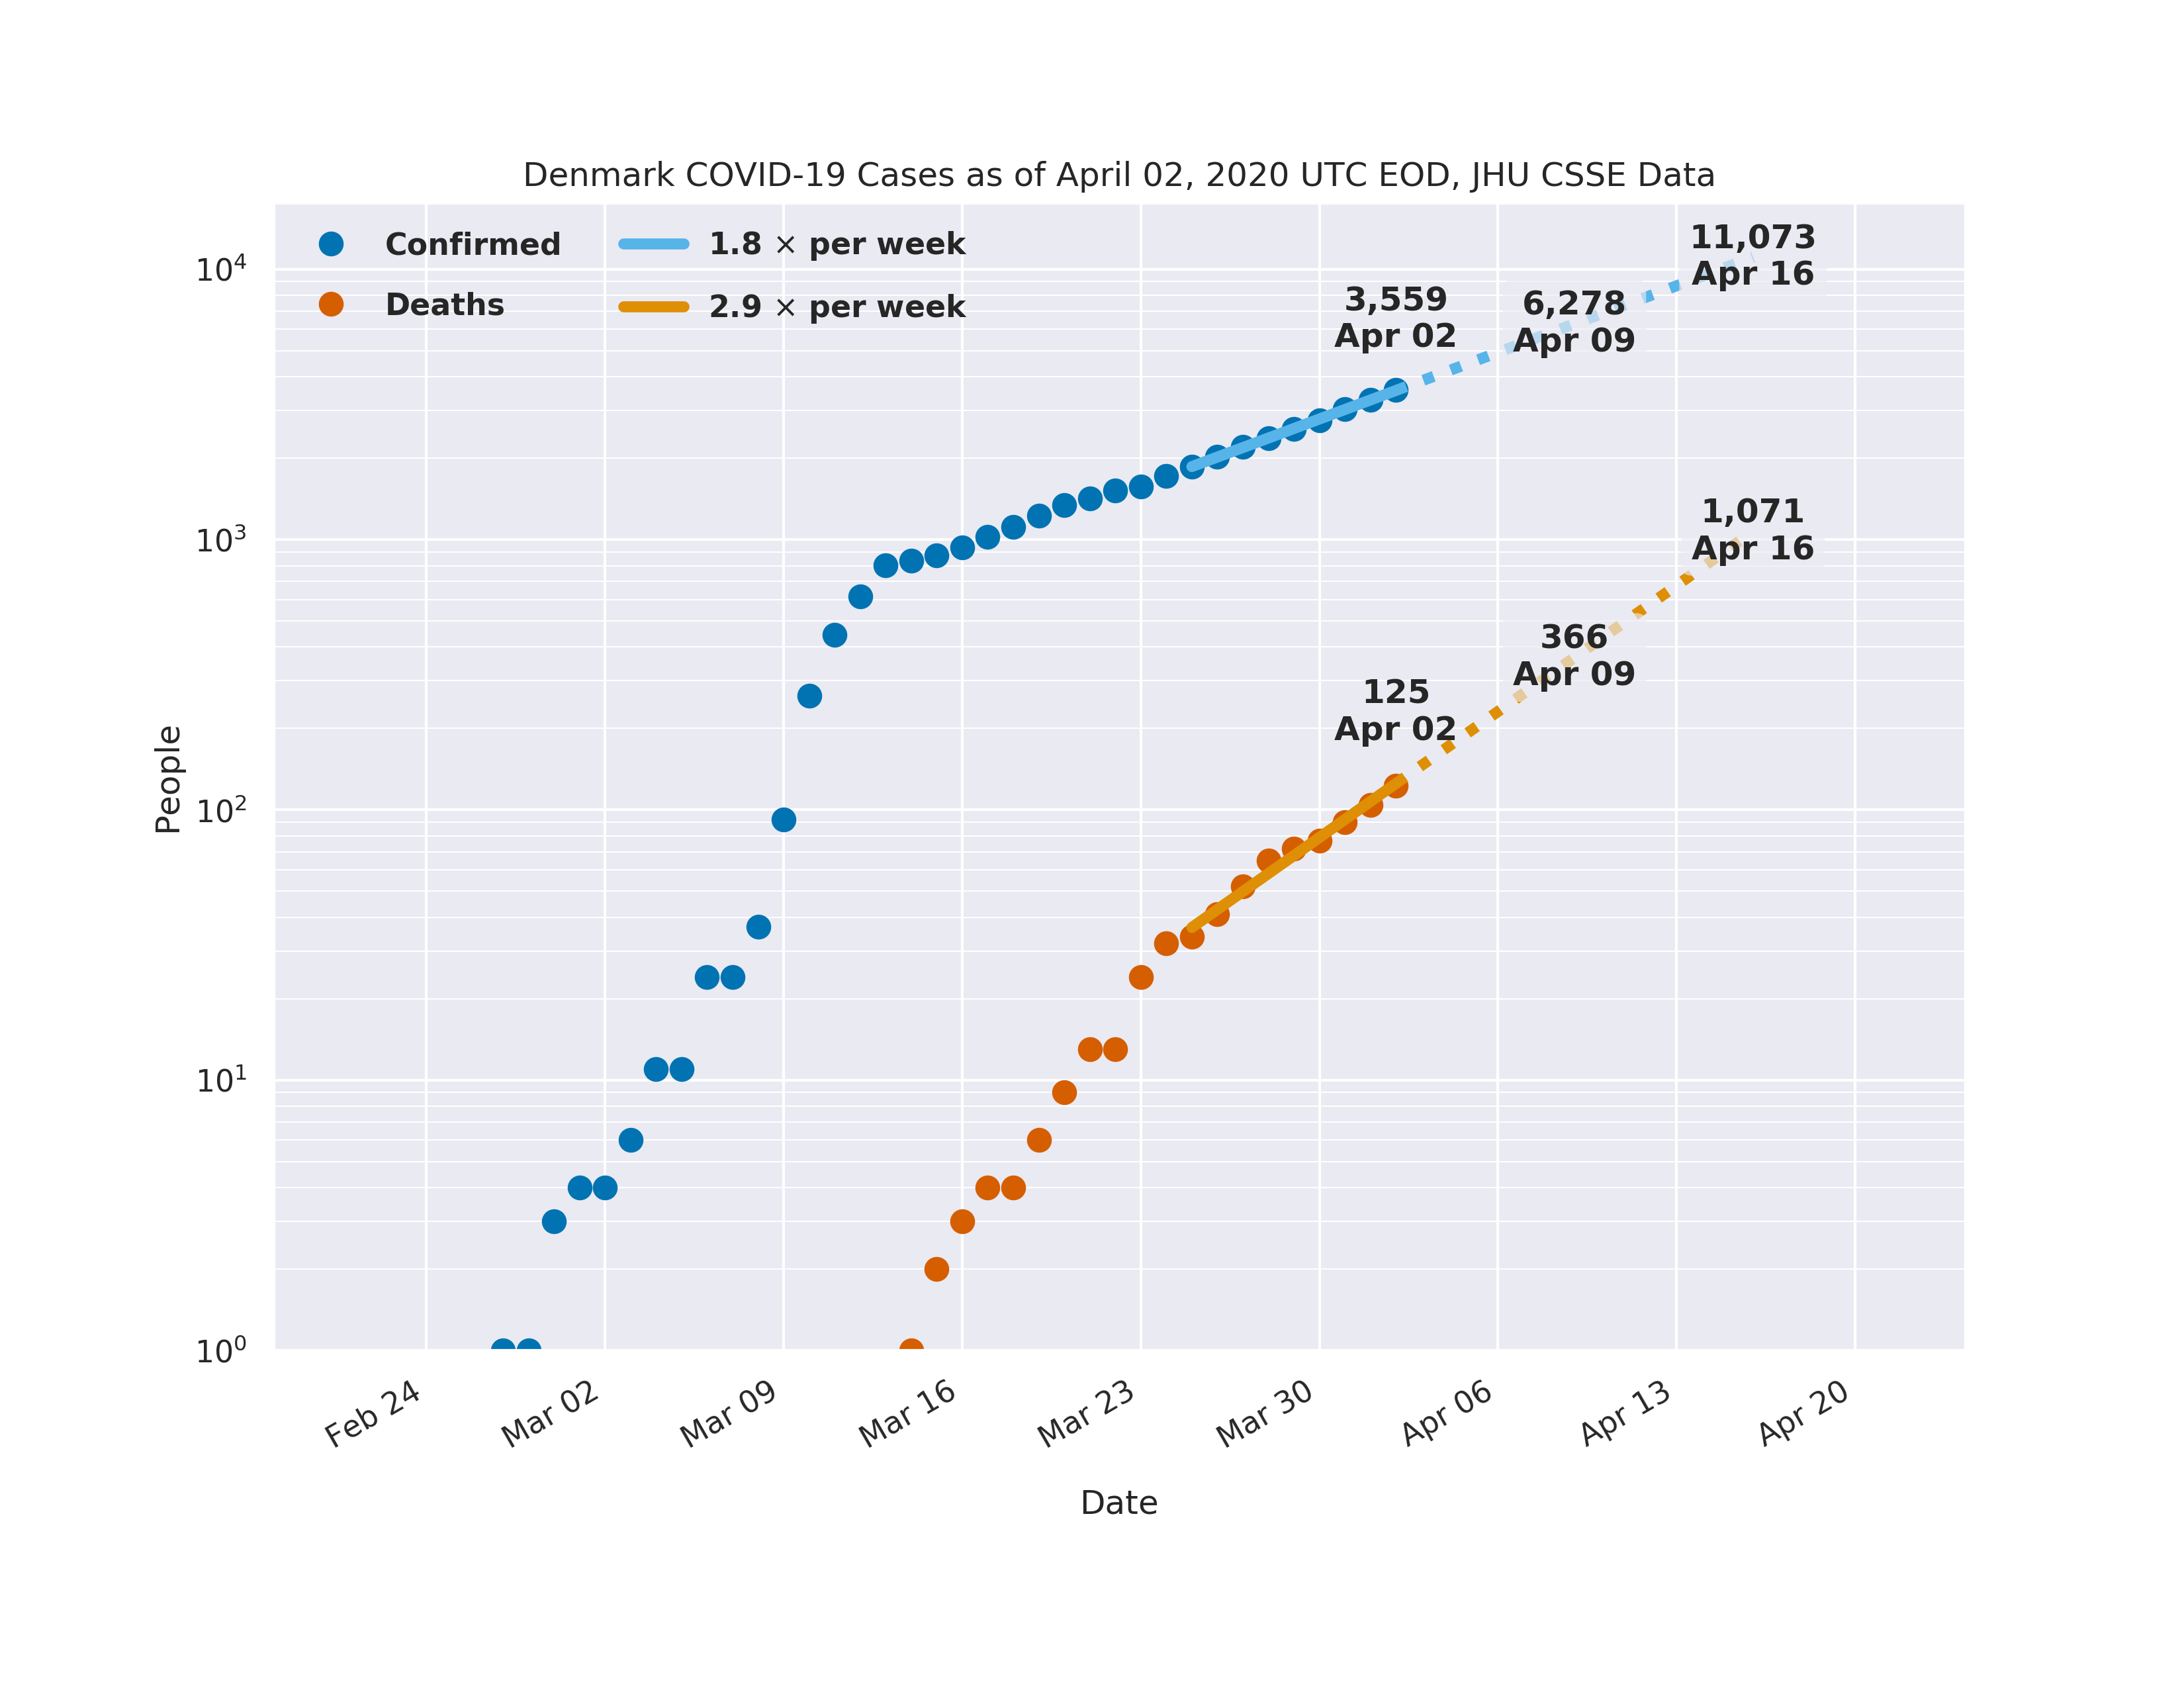 Denmark COVID-19 Cases as of April 02, 2020 UTC EOD, JHU CSSE Data
Confirmed
Deaths
1.8 × per week
2.9 × per week
11,073
Apr 16
3,559
Apr 02
6,278
Apr 09
1,071
Apr 16
366
Apr 09
125
Apr 02
People
10⁴
10³
10²
10¹
10⁰
Feb 24
Mar 02
Mar 09
Mar 16
Mar 23
Mar 30
Apr 06
Apr 13
Apr 20
Date